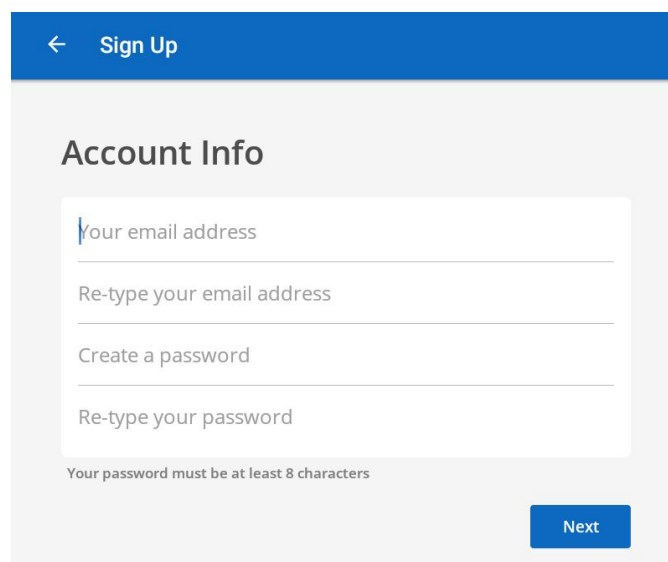 Sign Up
Account Info
Your email address
Re-type your email address
Create a password
Re-type your password
Your password must be at least 8 characters
Next